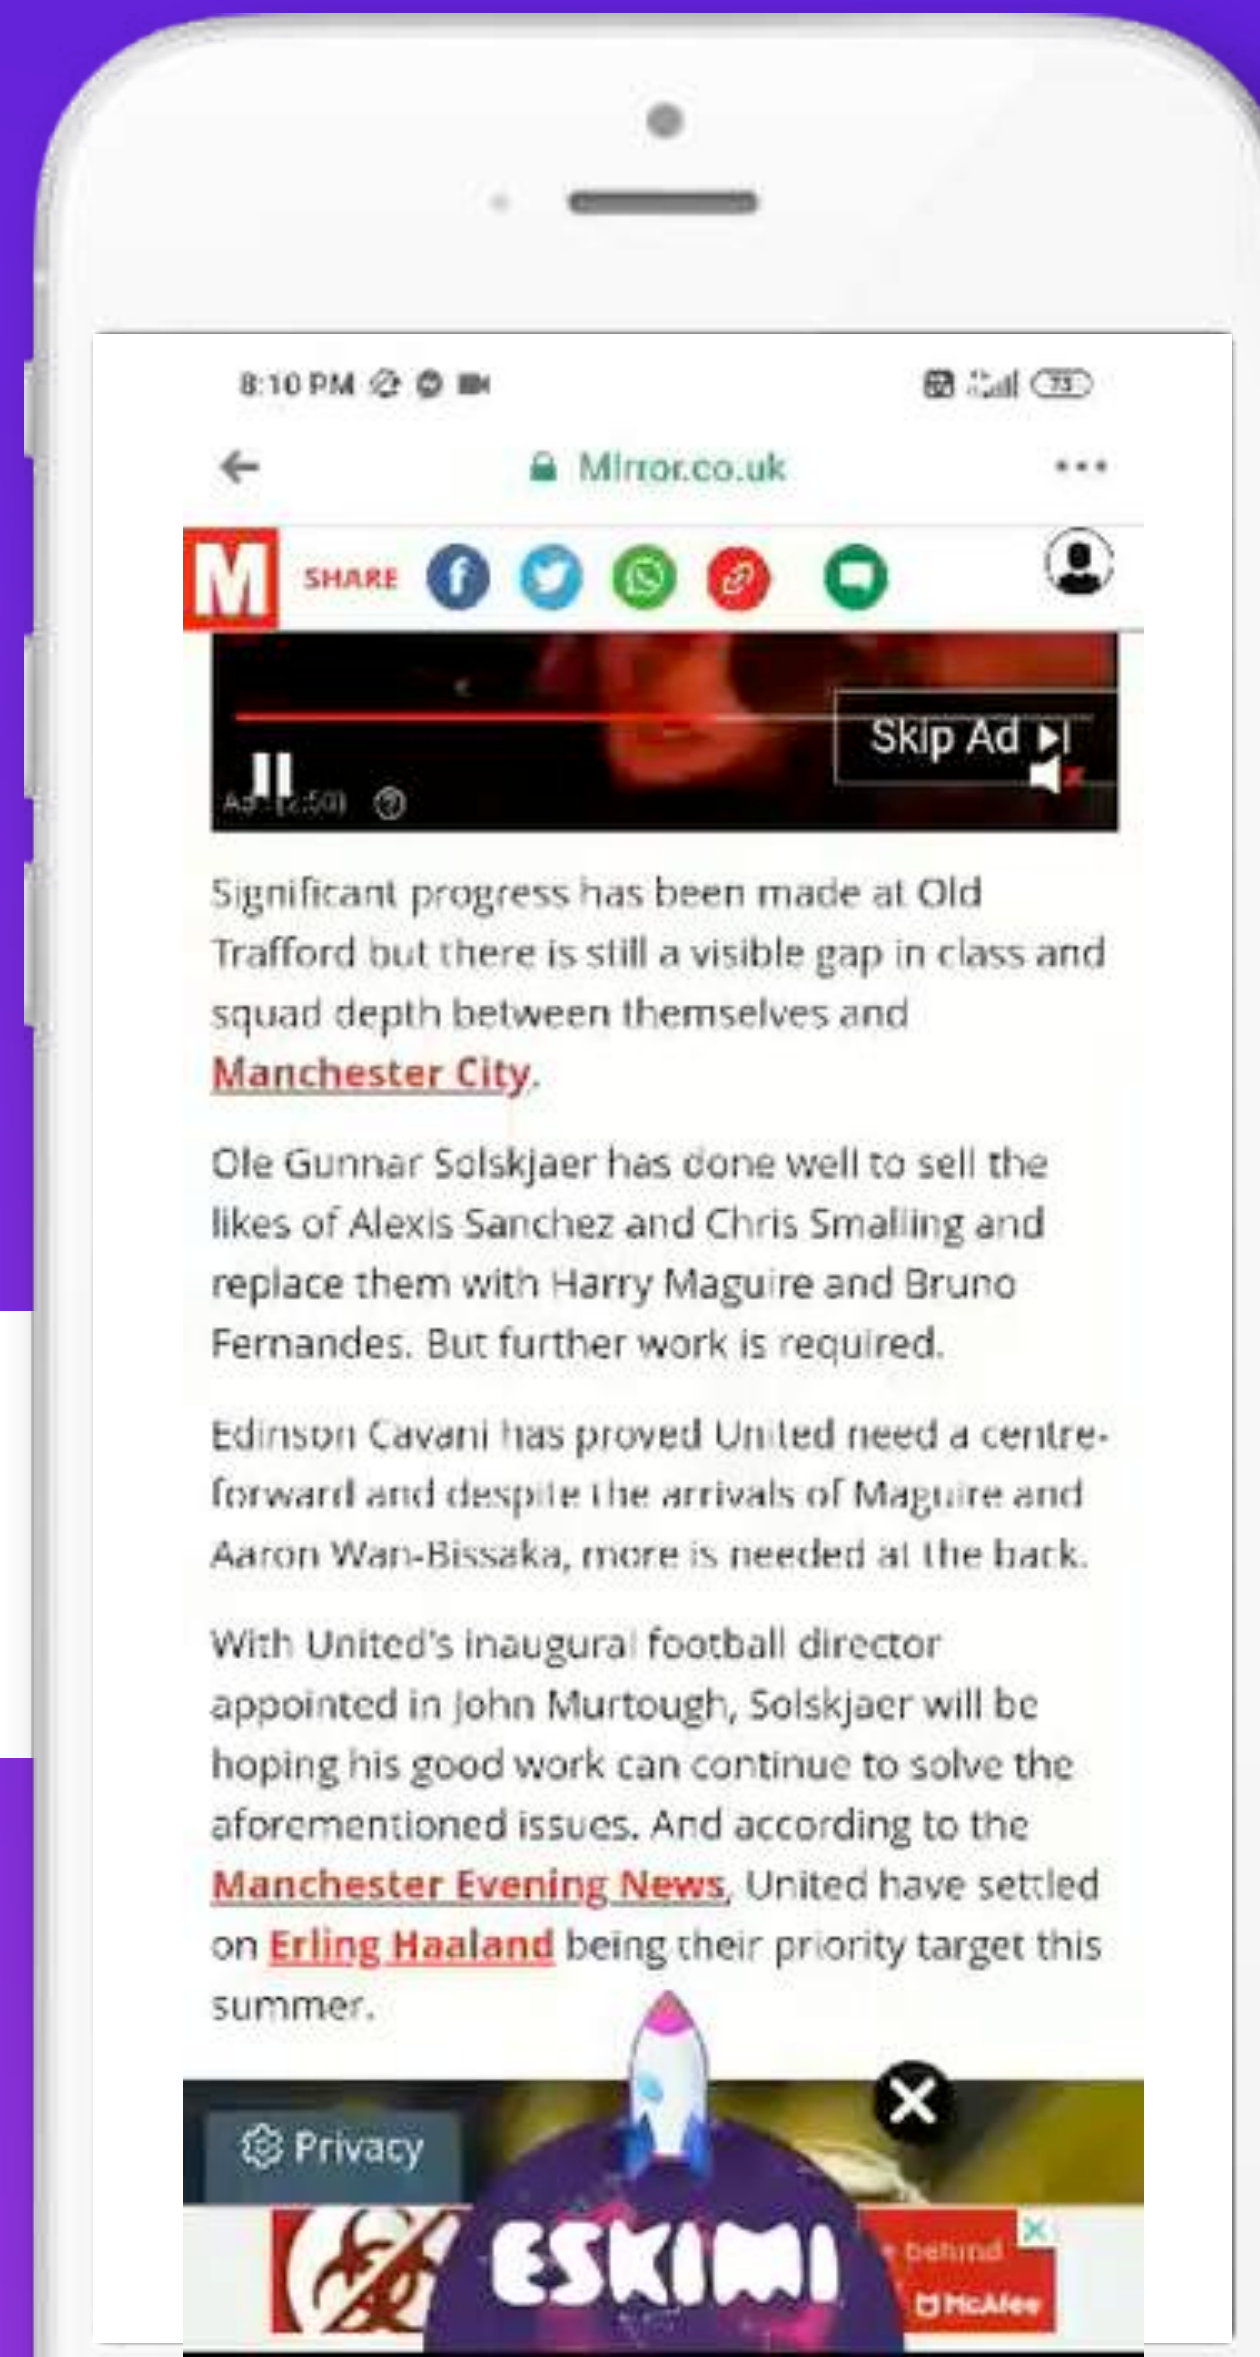 8:10 PM
73
Mirror.co.uk
M SHARE
Skip Ad
Ad (2:50)
Significant progress has been made at Old
Trafford but there is still a visible gap in class and
squad depth between themselves and
Manchester City.
Ole Gunnar Solskjaer has done well to sell the
likes of Alexis Sanchez and Chris Smalling and
replace them with Harry Maguire and Bruno
Fernandes. But further work is required.
Edinson Cavani has proved United need a centre-
forward and despite the arrivals of Maguire and
Aaron Wan-Bissaka, more is needed at the back.
With United's inaugural football director
appointed in John Murtough, Solskjaer will be
hoping his good work can continue to solve the
aforementioned issues. And according to the
Manchester Evening News, United have settled
on Erling Haaland being their priority target this
summer.
Privacy
ESKIMI
behind
McAfee